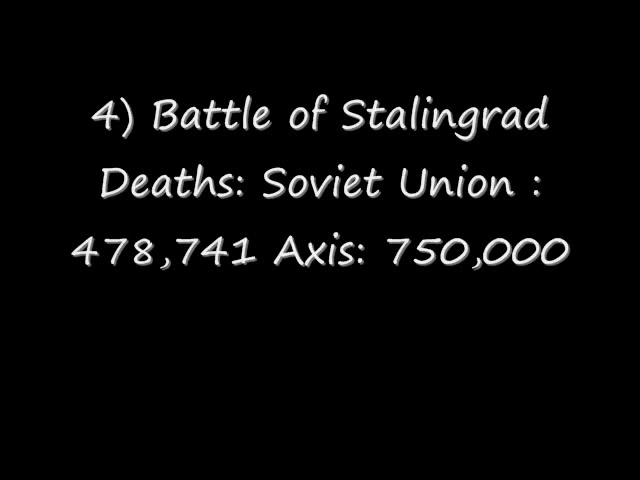 4) Battle of Stalingrad
Deaths: Soviet Union :
478,741 Axis: 750,000